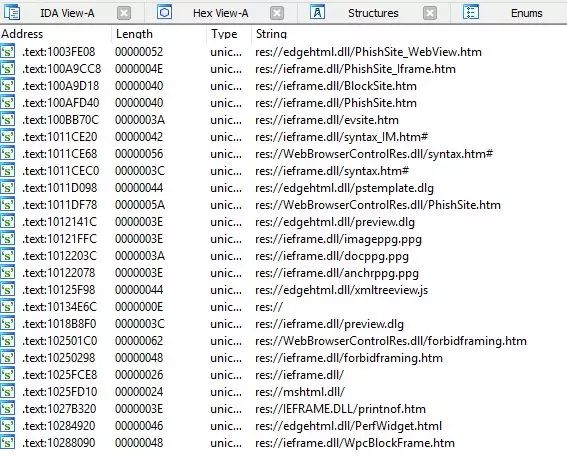 IDA View-A Hex View-A Structures Enums
Address Length Type String
's' .text:1003FE08 00000052 unic... res://edgehtml.dll/PhishSite_WebView.htm
's' .text:100A9CC8 0000004E unic... res://ieframe.dll/PhishSite_Iframe.htm
's' .text:100A9D18 00000040 unic... res://ieframe.dll/BlockSite.htm
's' .text:100AFD40 00000040 unic... res://ieframe.dll/PhishSite.htm
's' .text:100BB70C 0000003A unic... res://ieframe.dll/evsite.htm
's' .text:1011CE20 00000042 unic... res://ieframe.dll/syntax_IM.htm#
's' .text:1011CE68 00000056 unic... res://WebBrowserControlRes.dll/syntax.htm#
's' .text:1011CEC0 0000003C unic... res://ieframe.dll/syntax.htm#
's' .text:1011D098 00000044 unic... res://edgehtml.dll/pstemplate.dlg
's' .text:1011DF78 0000005A unic... res://WebBrowserControlRes.dll/PhishSite.htm
's' .text:1012141C 0000003E unic... res://edgehtml.dll/preview.dlg
's' .text:10121FFC 0000003E unic... res://ieframe.dll/imageppg.ppg
's' .text:1012203C 0000003A unic... res://ieframe.dll/docppg.ppg
's' .text:10122078 0000003E unic... res://ieframe.dll/anchrppg.ppg
's' .text:10125F98 00000044 unic... res://edgehtml.dll/xmltreeview.js
's' .text:10134E6C 0000000E unic... res://
's' .text:1018B8F0 0000003C unic... res://ieframe.dll/preview.dlg
's' .text:102501C0 00000062 unic... res://WebBrowserControlRes.dll/forbidframing.htm
's' .text:10250298 00000048 unic... res://ieframe.dll/forbidframing.htm
's' .text:1025FCE8 00000026 unic... res://ieframe.dll/
's' .text:1025FD10 00000024 unic... res://mshtml.dll/
's' .text:1027B320 0000003E unic... res://IEFRAME.DLL/printnof.htm
's' .text:10284920 00000046 unic... res://edgehtml.dll/PerfWidget.html
's' .text:10288090 00000048 unic... res://ieframe.dll/WpcBlockFrame.htm